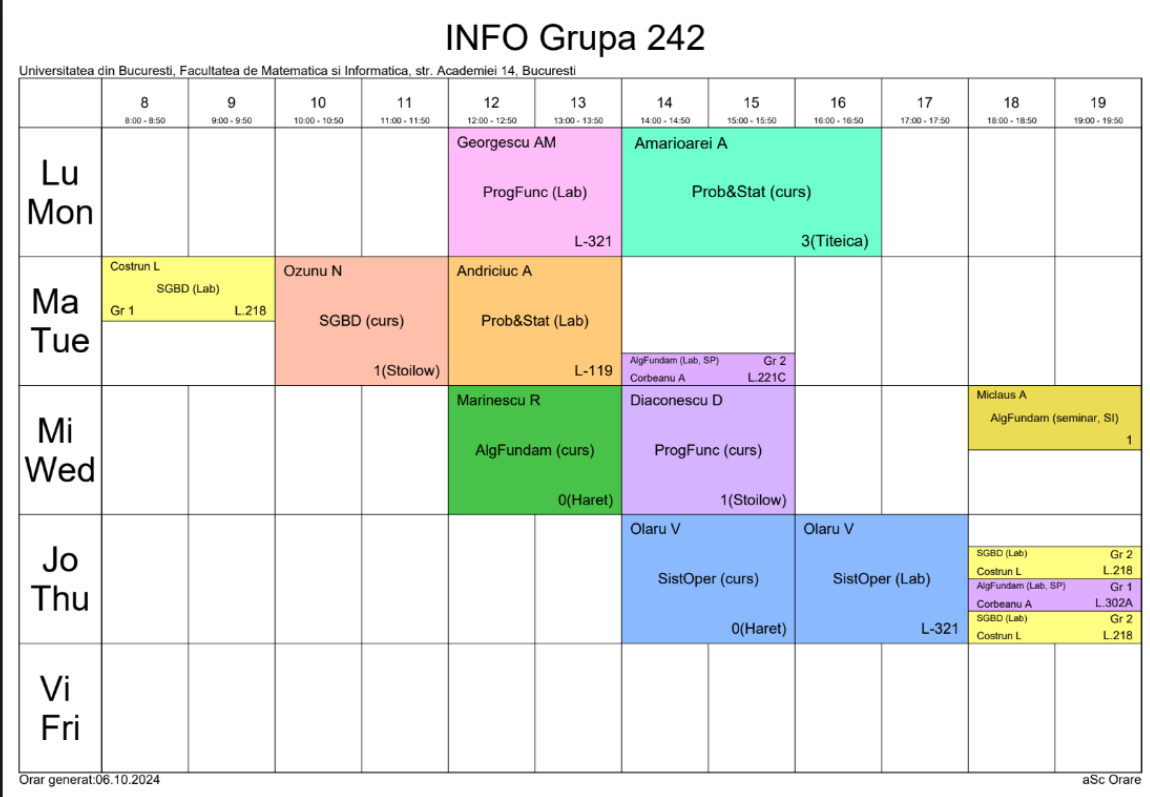 INFO Grupa 242
Universitatea din Bucuresti, Facultatea de Matematica si Informatica, str. Academiei 14, Bucuresti
8 9 10 11 12 13 14 15 16 17 18 19
8:00 - 8:50 9:00 - 9:50 10:00 - 10:50 11:00 - 11:50 12:00 - 12:50 13:00 - 13:50 14:00 - 14:50 15:00 - 15:50 16:00 - 16:50 17:00 - 17:50 18:00 - 18:50 19:00 - 19:50
Lu
Mon
Georgescu AM
ProgFunc (Lab)
L-321
Amarioarei A
Prob&Stat (curs)
3(Titeica)
Ma
Tue
Costrun L
SGBD (Lab)
Gr 1 L.218
Ozunu N
SGBD (curs)
1(Stoilow)
Andriciuc A
Prob&Stat (Lab)
L-119
AlgFundam (Lab, SP) Gr 2
Corbeanu A L.221C
Mi
Wed
Marinescu R
AlgFundam (curs)
0(Haret)
Diaconescu D
ProgFunc (curs)
1(Stoilow)
Miclaus A
AlgFundam (seminar, SI)
1
Jo
Thu
Olaru V
SistOper (curs)
0(Haret)
Olaru V
SistOper (Lab)
L-321
SGBD (Lab) Gr 2
Costrun L L.218
AlgFundam (Lab, SP) Gr 1
Corbeanu A L.302A
SGBD (Lab) Gr 2
Costrun L L.218
Vi
Fri
Orar generat:06.10.2024 aSc Orare